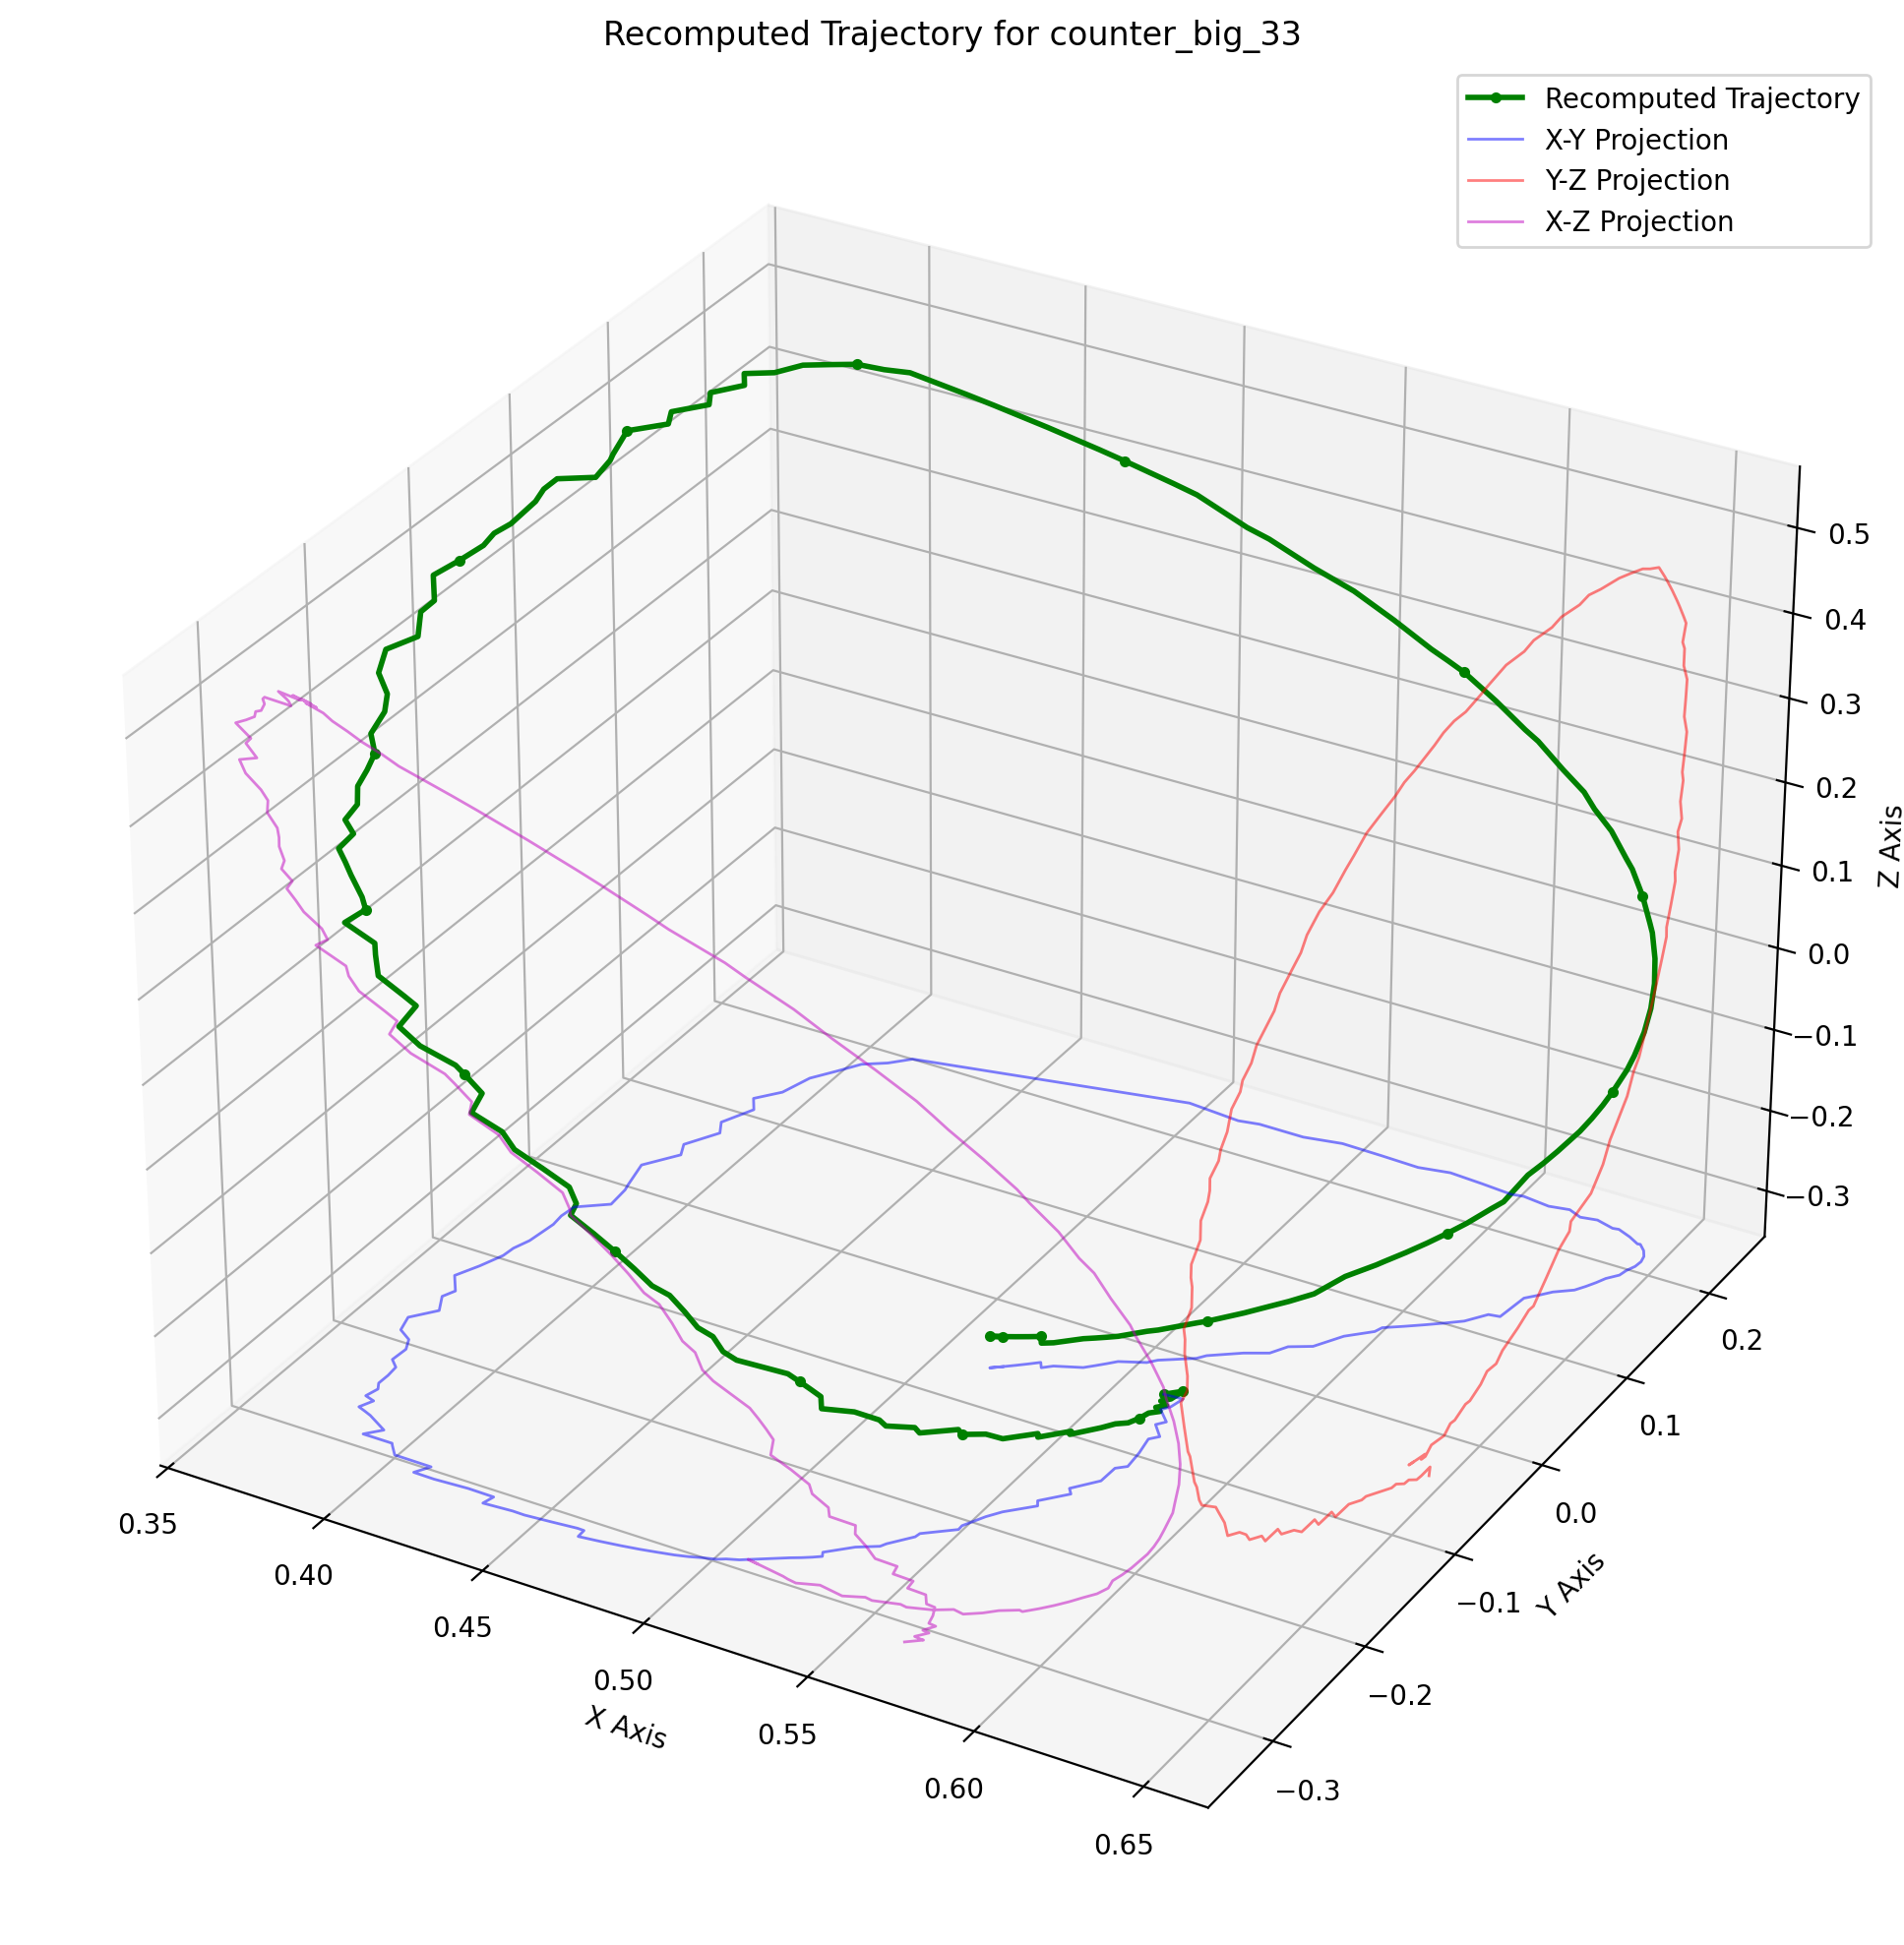 Recomputed Trajectory for counter_big_33
Recomputed Trajectory
X-Y Projection
Y-Z Projection
X-Z Projection
0.5
0.4
0.3
0.2
0.1
0.0
−0.1
−0.2
−0.3
Z Axis
0.2
0.1
0.0
−0.1
−0.2
−0.3
Y Axis
0.35
0.40
0.45
0.50
0.55
0.60
0.65
X Axis